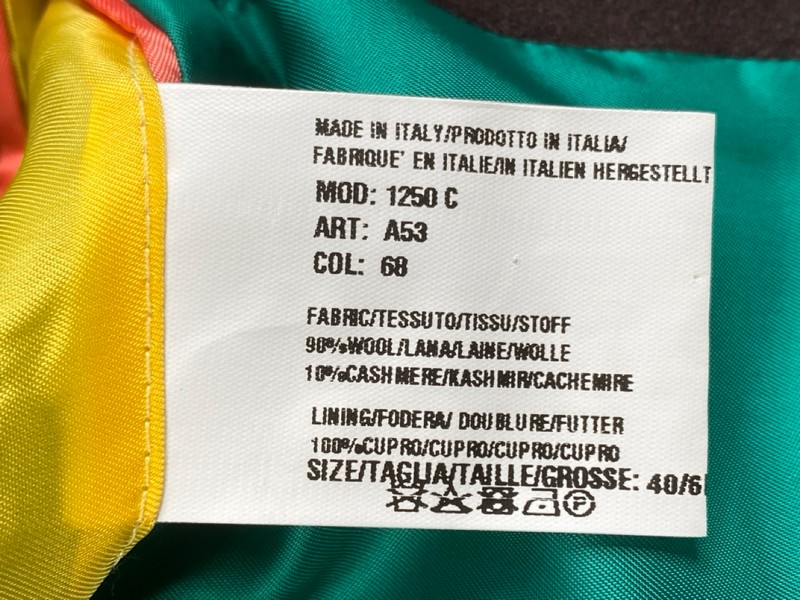 MADE IN ITALY/PRODOTTO IN ITALIA/
FABRIQUE' EN ITALIE/IN ITALIEN HERGESTELLT
MOD: 1250 C
ART: A53
COL: 68
FABRIC/TESSUTO/TISSU/STOFF
90%WOOL/LANA/LAINE/WOLLE
10%CASHMERE/KASHMIR/CACHEMIRE
LINING/FODERA/ DOUBLURE/FUTTER
100%CUPRO/CUPRO/CUPRO/CUPRO
SIZE/TAGLIA/TAILLE/GROSSE: 40/6
P